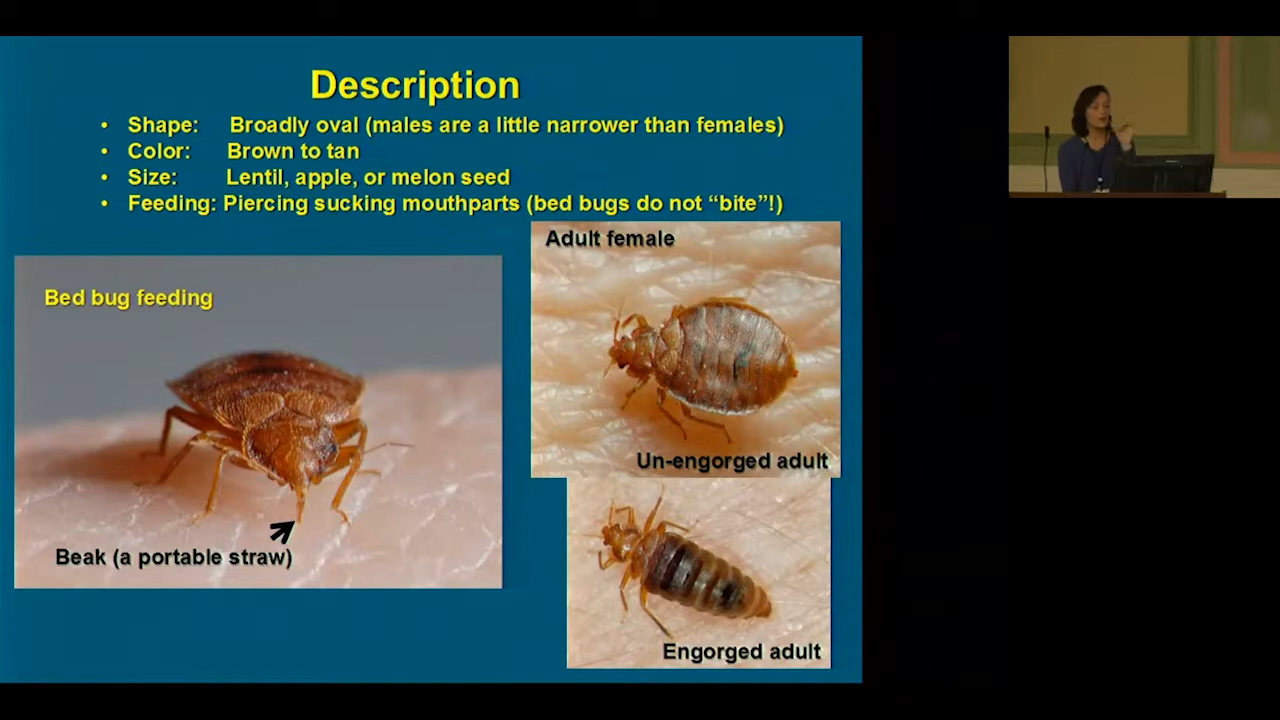 Description
• Shape: Broadly oval (males are a little narrower than females)
• Color: Brown to tan
• Size: Lentil, apple, or melon seed
• Feeding: Piercing sucking mouthparts (bed bugs do not “bite”!)
Adult female
Bed bug feeding
Un-engorged adult
Beak (a portable straw)
Engorged adult